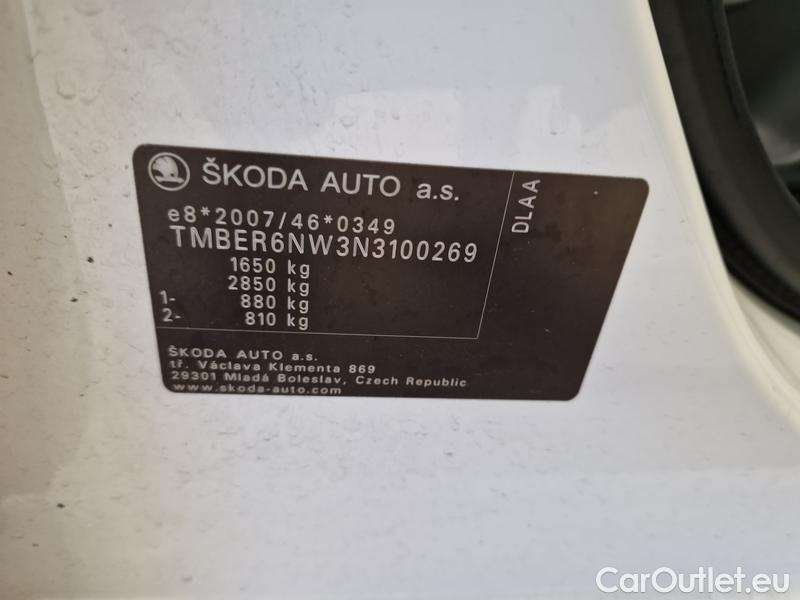 ŠKODA AUTO a.s.
DLAA
e8*2007/46*0349
TMBER6NW3N3100269
1650 kg
2850 kg
1- 880 kg
2- 810 kg
ŠKODA AUTO a.s.
tř. Václava Klementa 869
29301 Mladá Boleslav, Czech Republic
www.skoda-auto.com
CarOutlet.eu